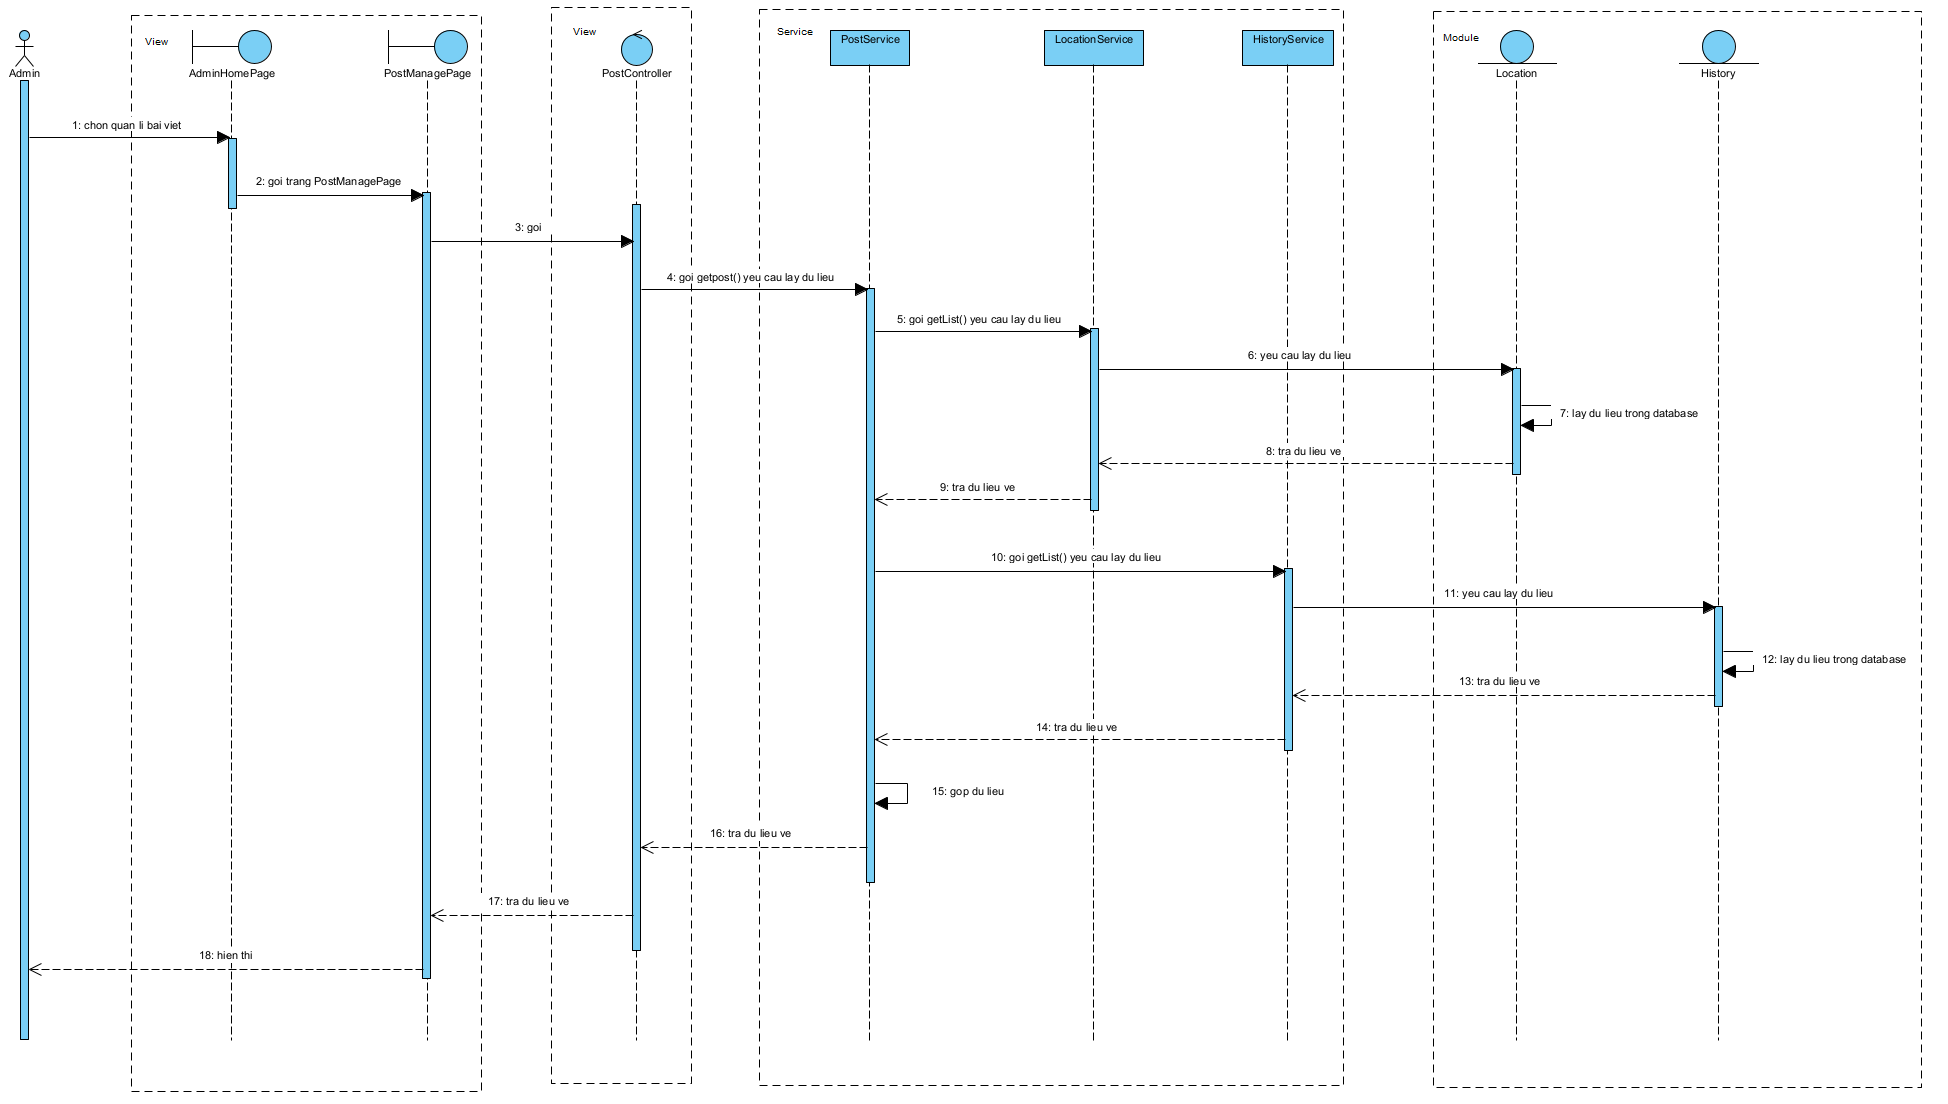 View
View
Service
Module
Admin
AdminHomePage
PostManagePage
PostController
PostService
LocationService
HistoryService
Location
History
1: chon quan li bai viet
2: goi trang PostManagePage
3: goi
4: goi getpost() yeu cau lay du lieu
5: goi getList() yeu cau lay du lieu
6: yeu cau lay du lieu
7: lay du lieu trong database
8: tra du lieu ve
9: tra du lieu ve
10: goi getList() yeu cau lay du lieu
11: yeu cau lay du lieu
12: lay du lieu trong database
13: tra du lieu ve
14: tra du lieu ve
15: gop du lieu
16: tra du lieu ve
17: tra du lieu ve
18: hien thi